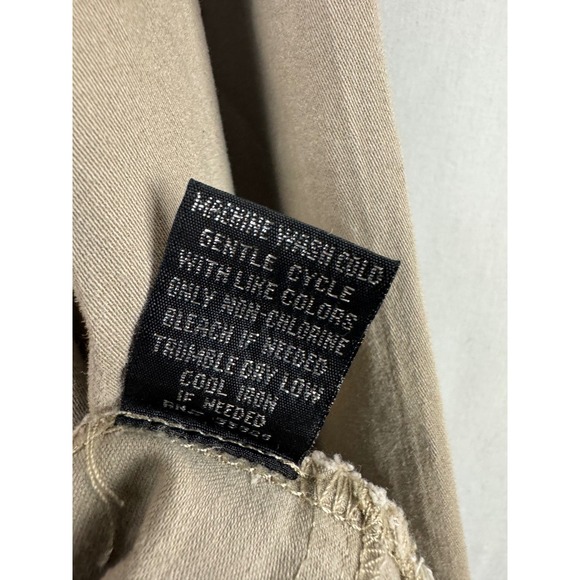 MACHINE WASH COLD
GENTLE CYCLE
WITH LIKE COLORS
ONLY NON-CHLORINE
BLEACH IF NEEDED
TUMBLE DRY LOW
COOL IRON
IF NEEDED